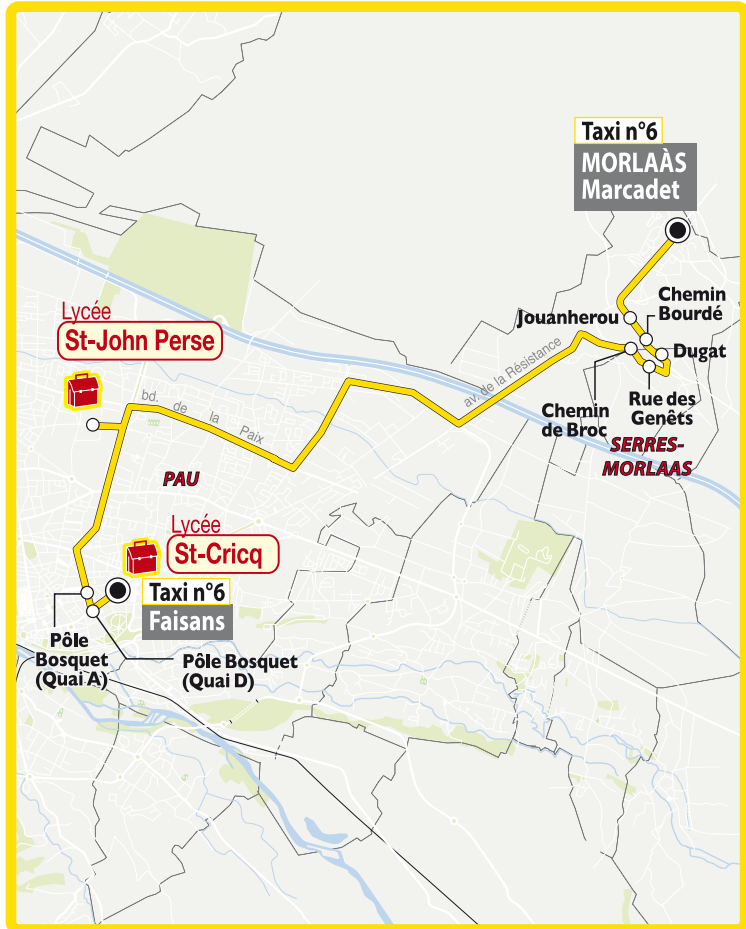 Taxi n°6
MORLAÀS
Marcadet
Chemin
Bourdé
Jouanherou
Dugat
Lycée
St-John Perse
av. de la Résistance
Chemin
de Broc
Rue des
Genêts
SERRES-
MORLAAS
bd. de la Paix
PAU
Lycée
St-Cricq
Taxi n°6
Faisans
Pôle
Bosquet
(Quai A)
Pôle Bosquet
(Quai D)